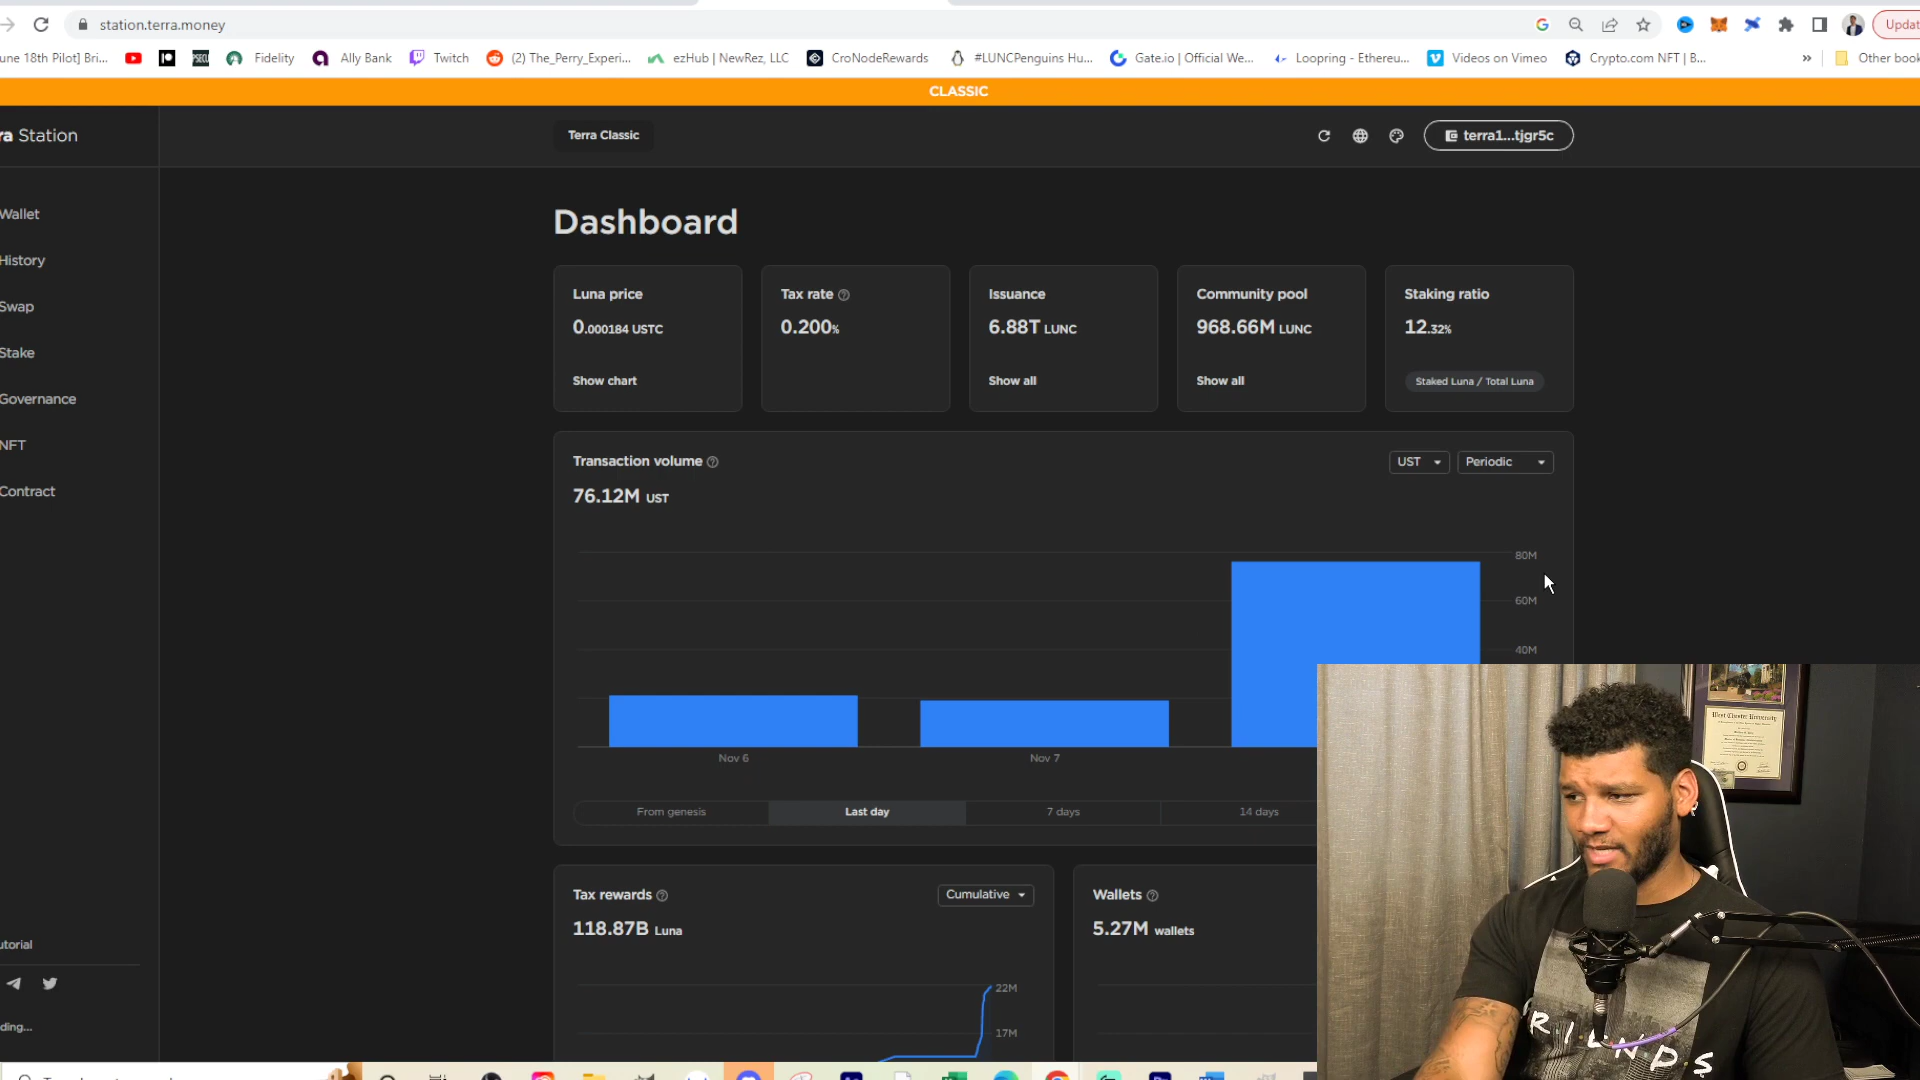 station.terra.money
Updat
une 18th Pilot] Bri...
Fidelity
Ally Bank
Twitch
(2) The_Perry_Experi...
ezHub | NewRez, LLC
CroNodeRewards
#LUNCPenguins Hu...
Gate.io | Official We...
Loopring - Ethereu...
Videos on Vimeo
Crypto.com NFT | B...
»
Other book
CLASSIC
ra Station
Terra Classic
terra1...tjgr5c
Wallet
History
Swap
Stake
Governance
NFT
Contract
utorial
ding...
Dashboard
Luna price
0.000184 USTC
Show chart
Tax rate
0.200%
Issuance
6.88T LUNC
Show all
Community pool
968.66M LUNC
Show all
Staking ratio
12.32%
Staked Luna / Total Luna
Transaction volume
76.12M UST
UST
Periodic
80M
60M
40M
Nov 6
Nov 7
From genesis
Last day
7 days
14 days
Tax rewards
118.87B Luna
Cumulative
22M
17M
Wallets
5.27M wallets
West Chester University
RIENDS